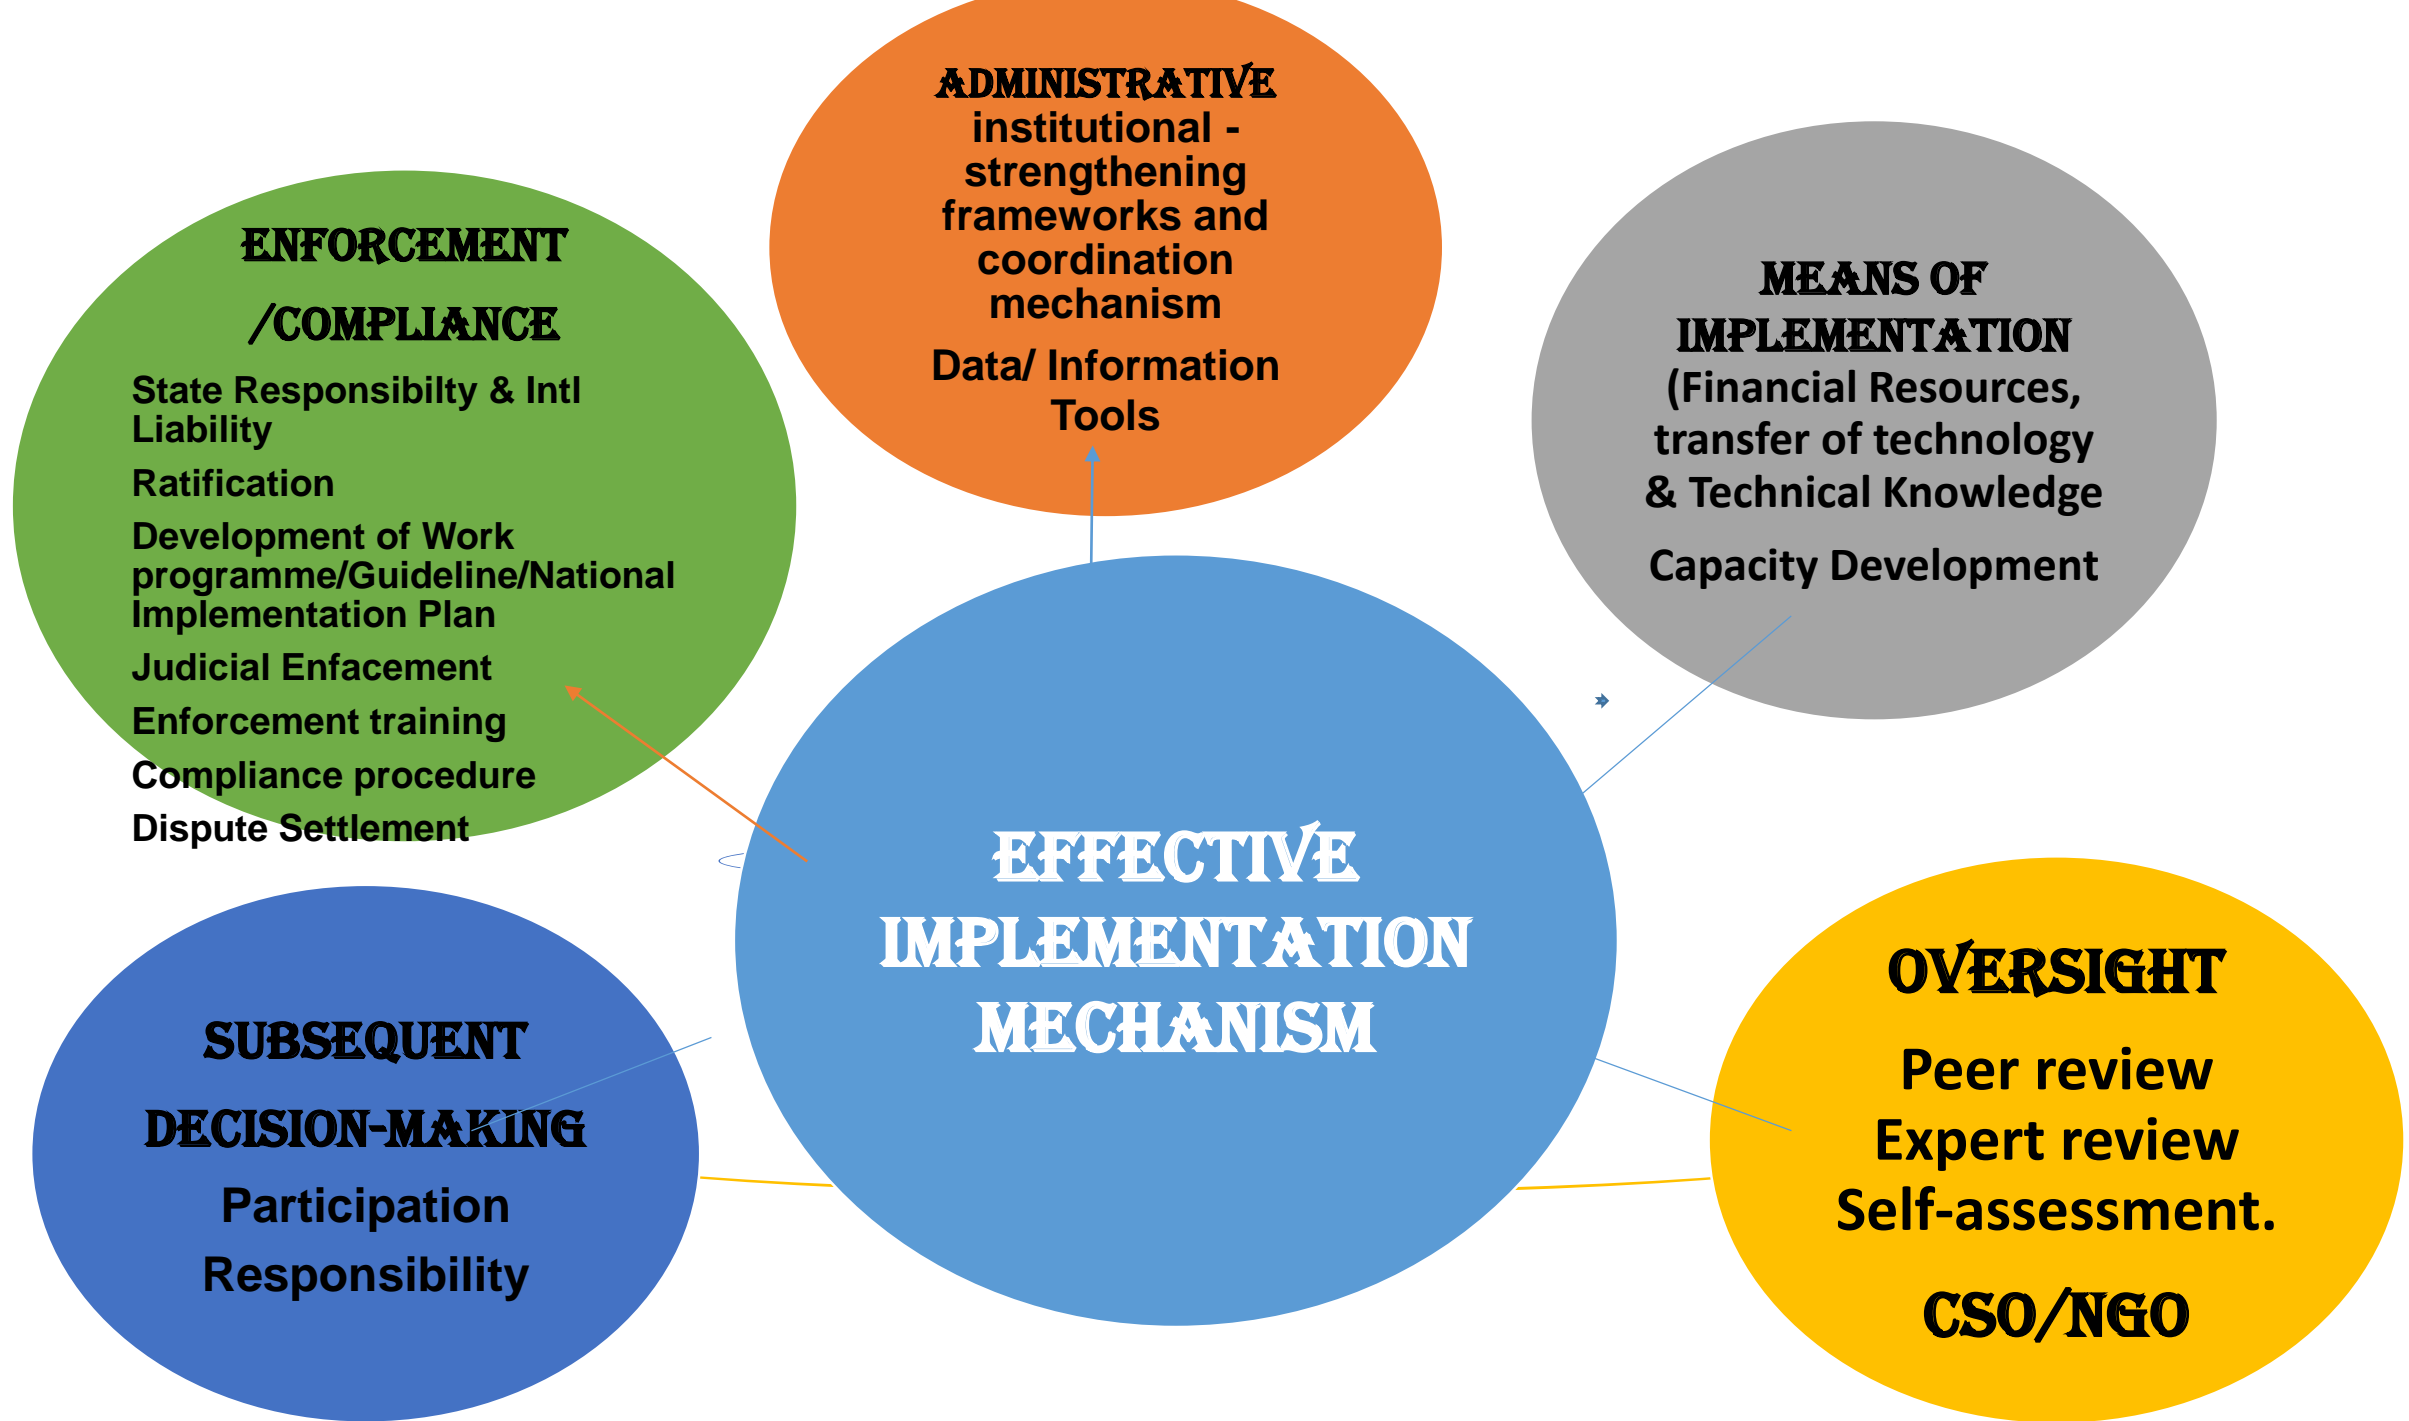 ADMINISTRATIVE
institutional -
strengthening
frameworks and
coordination
mechanism
Data/ Information
Tools
ENFORCEMENT
/COMPLIANCE
State Responsibilty & Intl
Liability
Ratification
Development of Work
programme/Guideline/National
Implementation Plan
Judicial Enfacement
Enforcement training
Compliance procedure
Dispute Settlement
MEANS OF
IMPLEMENTATION
(Financial Resources,
transfer of technology
& Technical Knowledge
Capacity Development
EFFECTIVE
IMPLEMENTATION
MECHANISM
SUBSEQUENT
DECISION-MAKING
Participation
Responsibility
OVERSIGHT
Peer review
Expert review
Self-assessment.
CSO/NGO